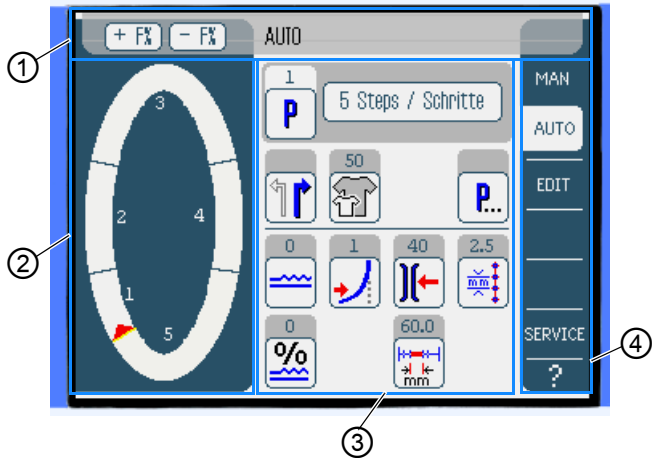 + F% - F% AUTO
1
P
5 Steps / Schritte
50
P...
0 1 40 2.5
mm
0 60.0
%
mm
3
2 4
1
5
MAN
AUTO
EDIT
SERVICE
?
1
2
3
4